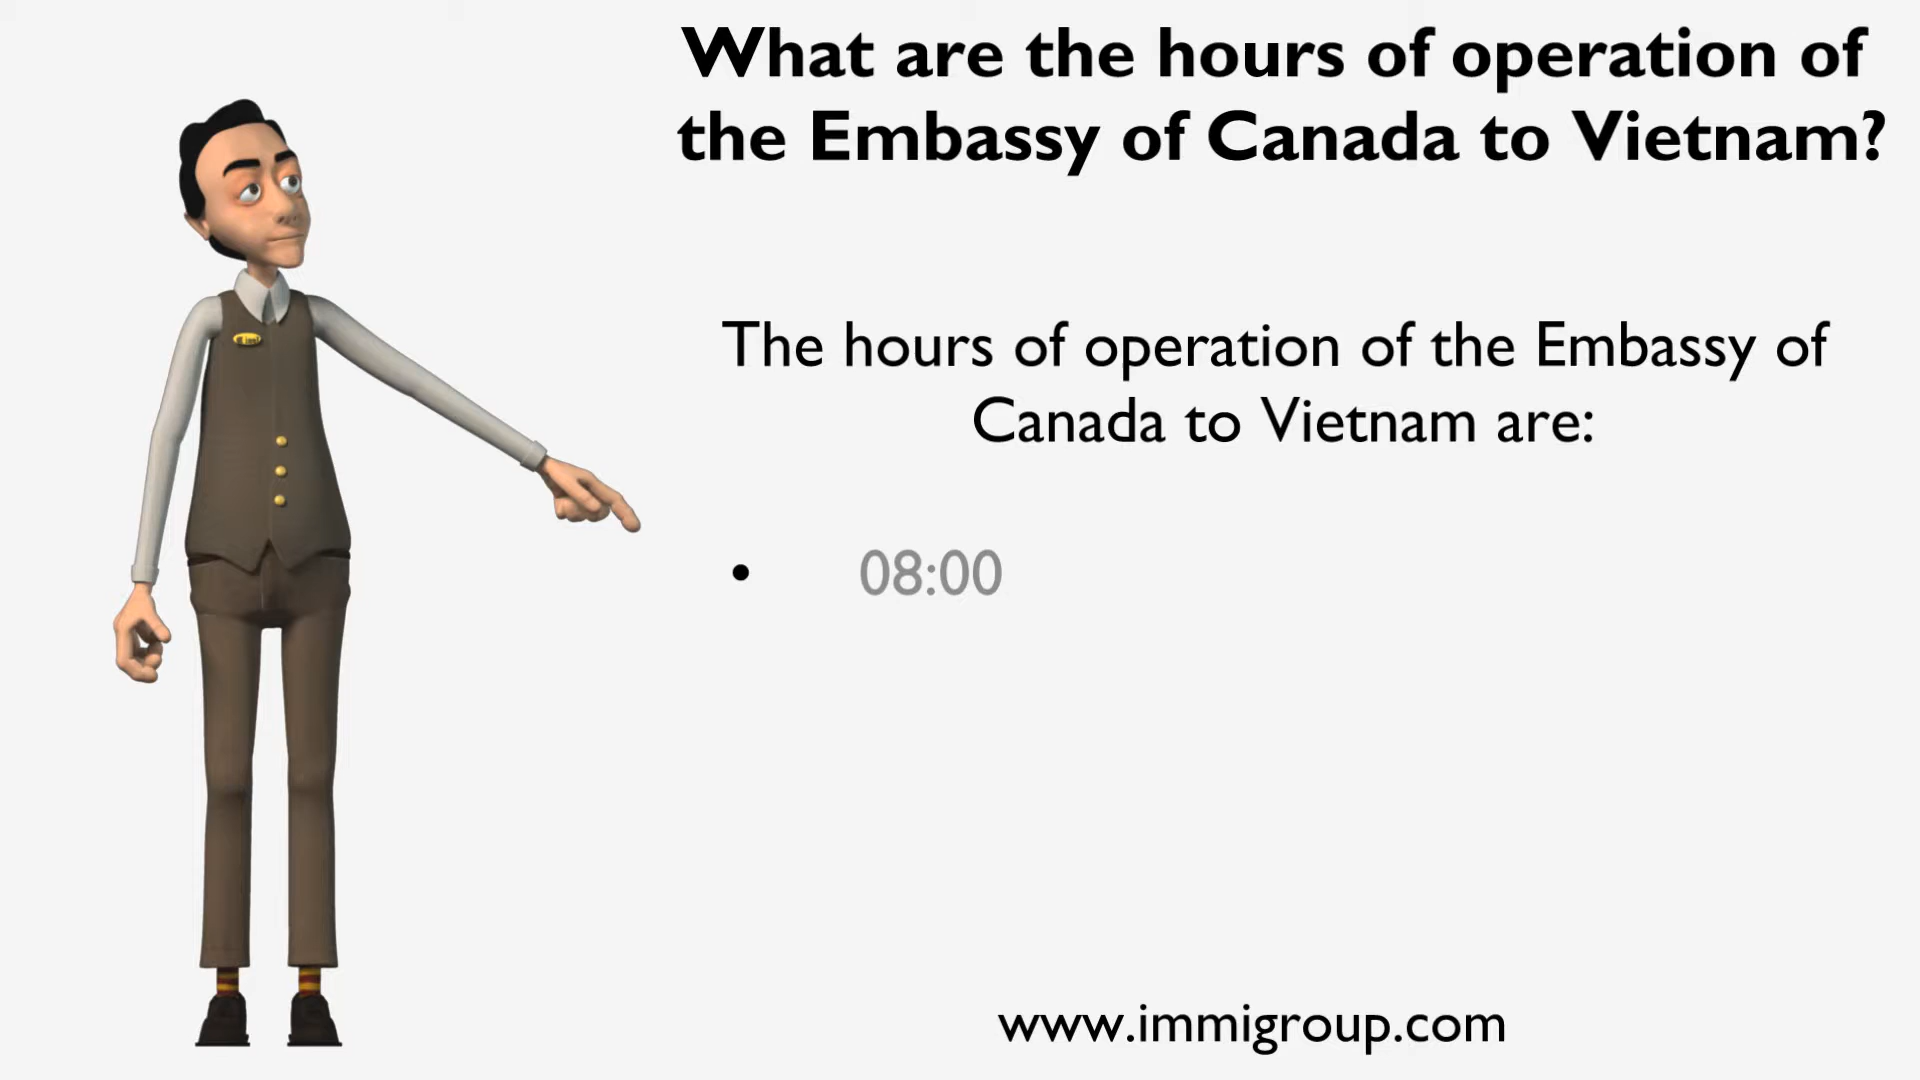 What are the hours of operation of
the Embassy of Canada to Vietnam?
The hours of operation of the Embassy of
Canada to Vietnam are:
• 08:00
www.immigroup.com